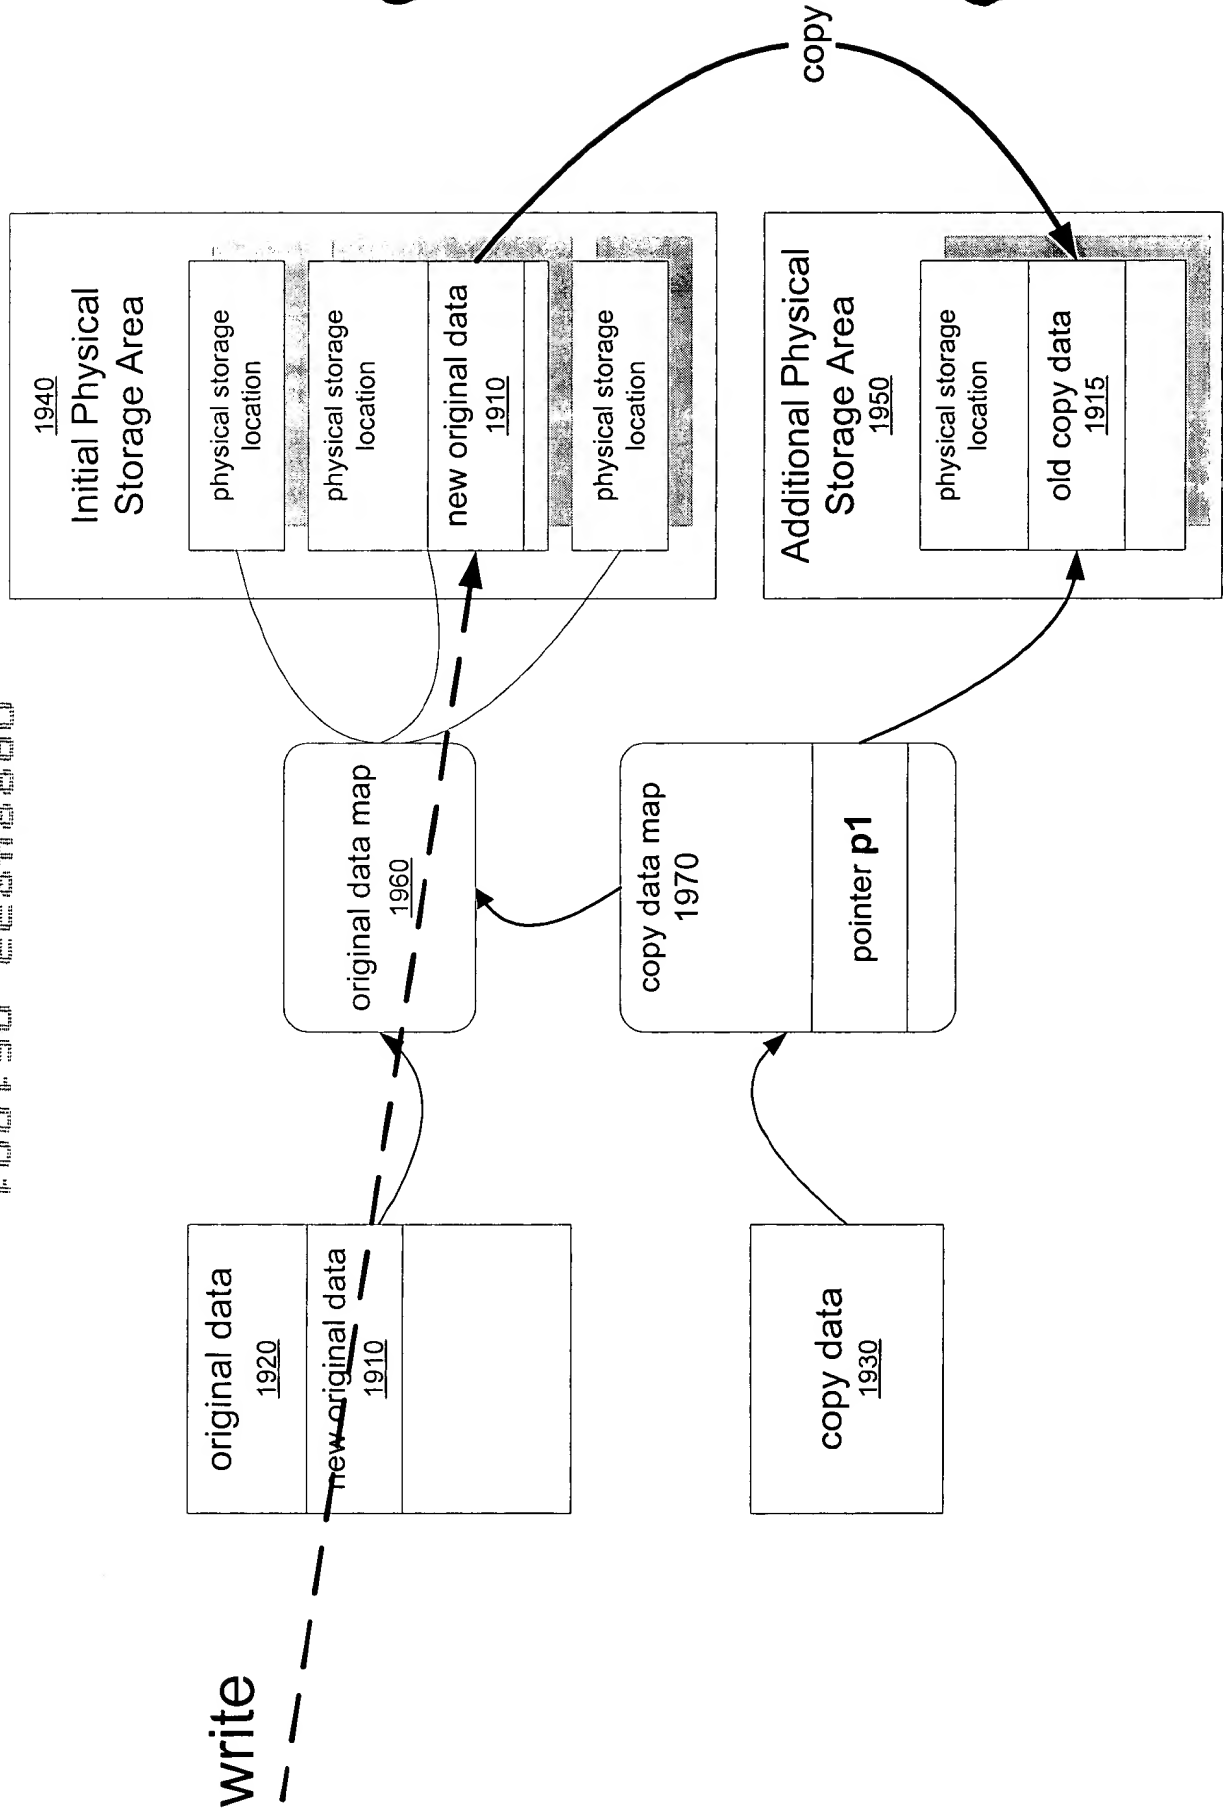 write
original data
1920
new original data
1910
copy data
1930
original data map
1960
copy data map
1970
pointer p1
1940
Initial Physical
Storage Area
physical storage
location
physical storage
location
new original data
1910
physical storage
location
Additional Physical
Storage Area
1950
physical storage
location
old copy data
1915
copy